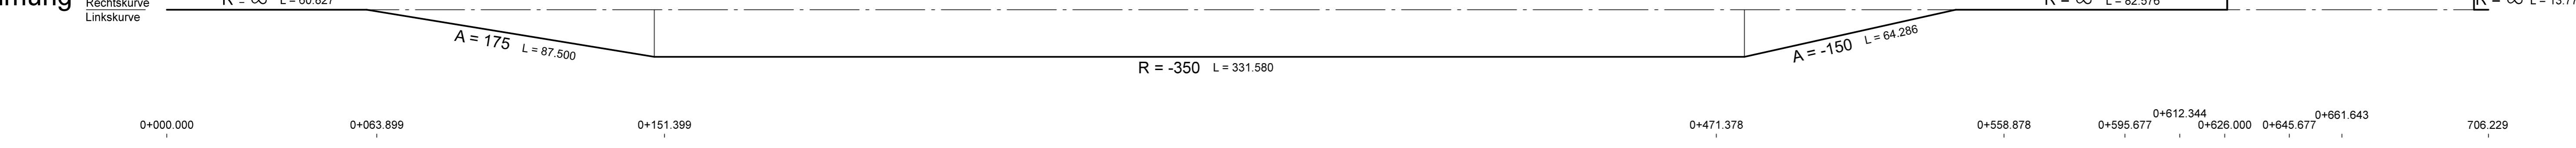 Rechtskurve
Linkskurve
R = ∞ L = 60.627
A = 175 L = 87.500
R = -350 L = 331.580
A = -150 L = 64.286
R = ∞ L = 82.576
R = ∞
0+000.000
0+063.899
0+151.399
0+471.378
0+558.878
0+595.677
0+612.344
0+626.000
0+645.677
0+661.643
706.229